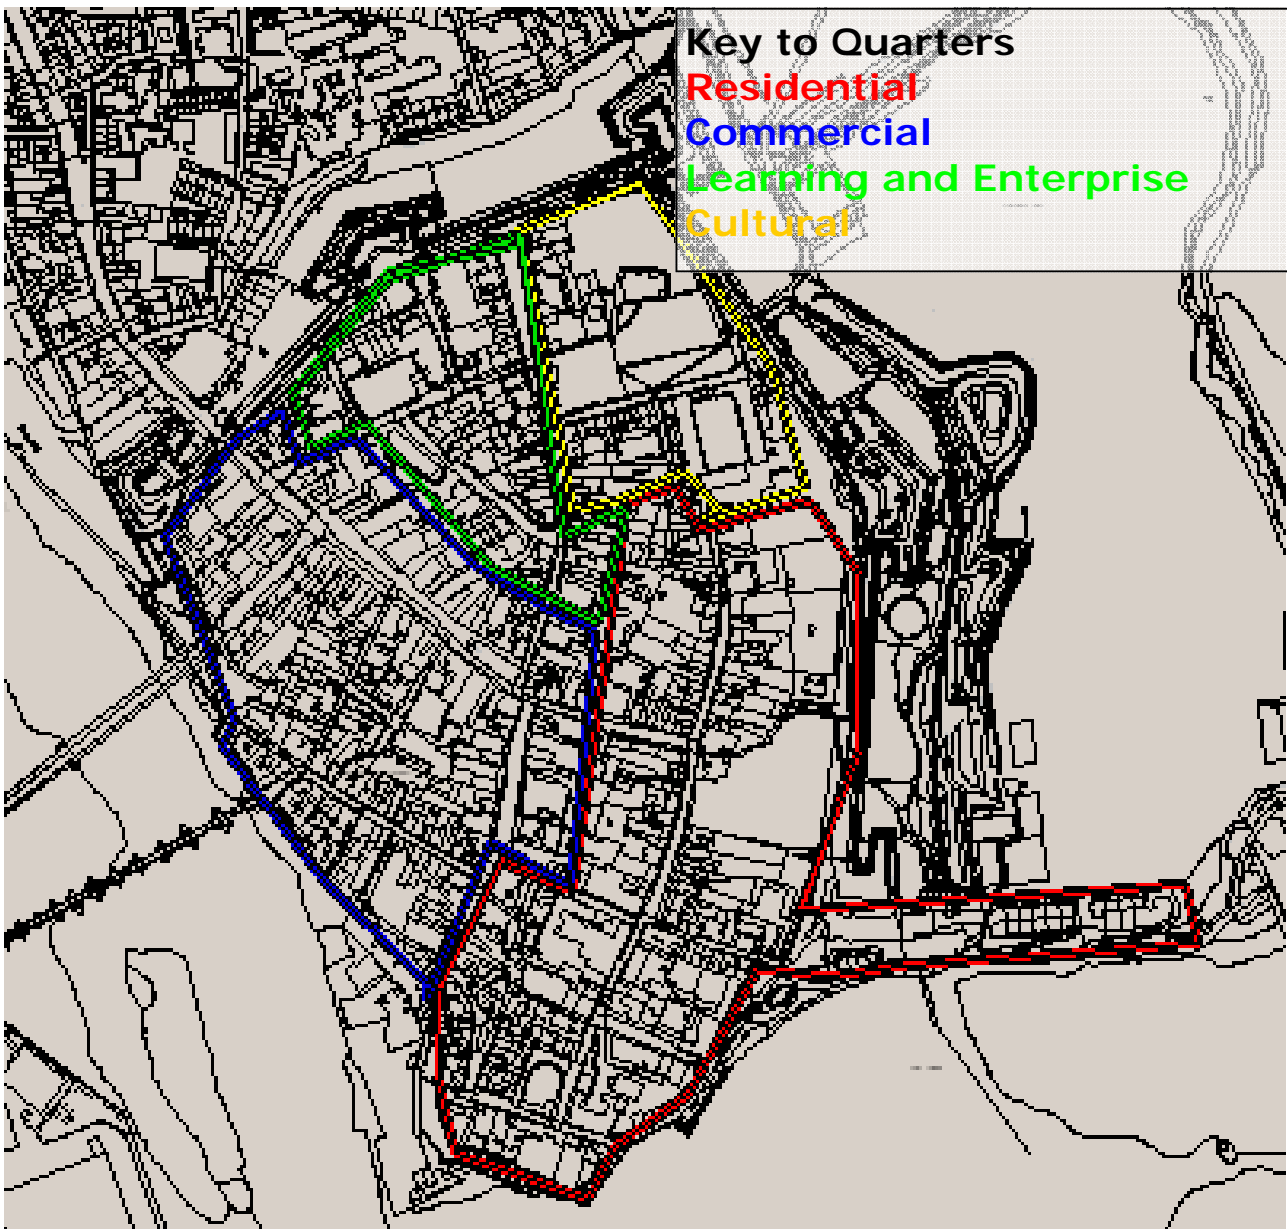 Key to Quarters
Residential
Commercial
Learning and Enterprise
Cultural